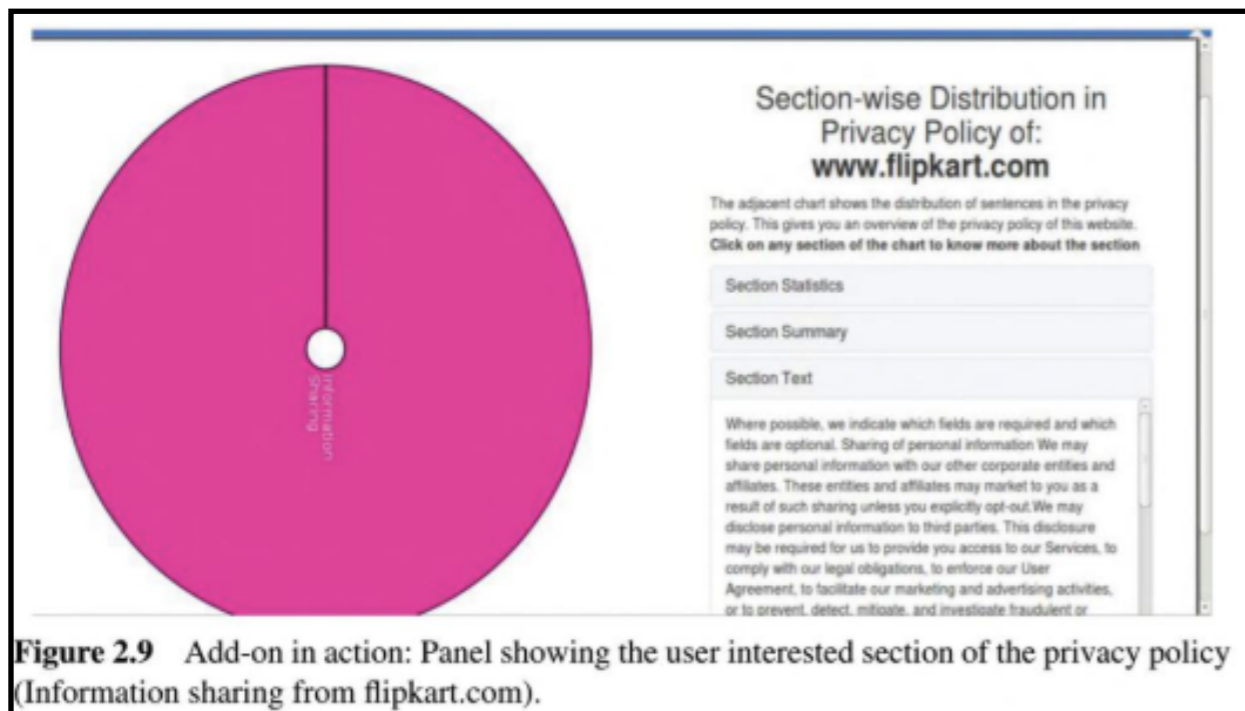 Information
Sharing
Section-wise Distribution in
Privacy Policy of:
www.flipkart.com
The adjacent chart shows the distribution of sentences in the privacy
policy. This gives you an overview of the privacy policy of this website.
Click on any section of the chart to know more about the section
Section Statistics
Section Summary
Section Text
Where possible, we indicate which fields are required and which
fields are optional. Sharing of personal information We may
share personal information with our other corporate entities and
affiliates. These entities and affiliates may market to you as a
result of such sharing unless you explicitly opt-out.We may
disclose personal information to third parties. This disclosure
may be required for us to provide you access to our Services, to
comply with our legal obligations, to enforce our User
Agreement, to facilitate our marketing and advertising activities,
or to prevent, detect, mitigate, and investigate fraudulent or
Figure 2.9 Add-on in action: Panel showing the user interested section of the privacy policy
(Information sharing from flipkart.com).